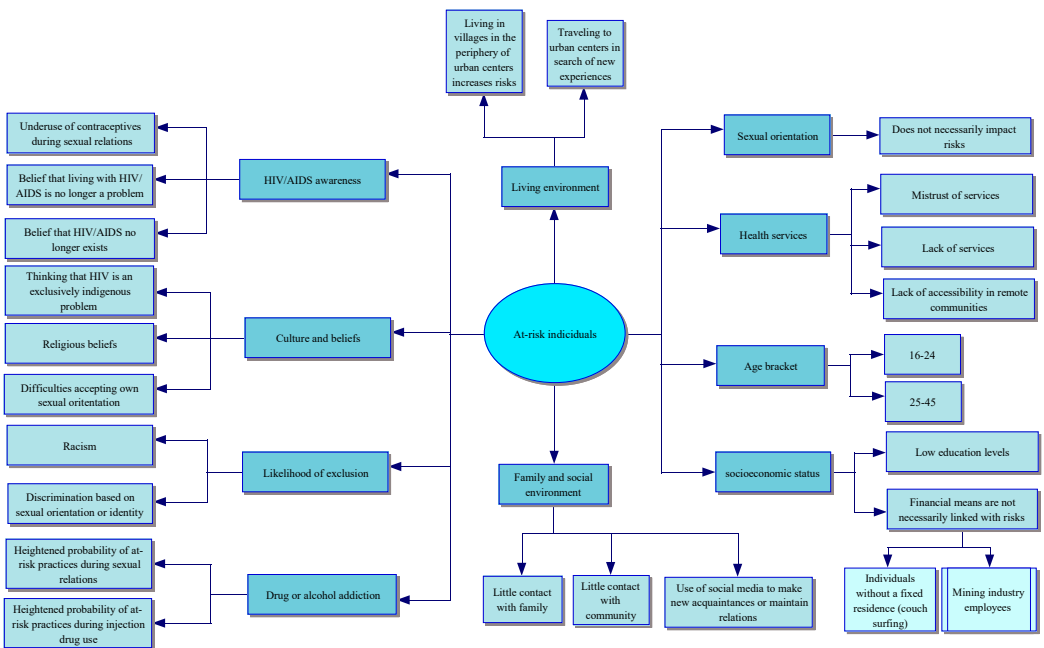 Living in
villages in the
periphery of
urban centers
increases risks
Traveling to
urban centers in
search of new
experiences
Living environment
Underuse of contraceptives
during sexual relations
Belief that living with HIV/
AIDS is no longer a problem
Belief that HIV/AIDS no
longer exists
HIV/AIDS awareness
Thinking that HIV is an
exclusively indigenous
problem
Religious beliefs
Difficulties accepting own
sexual oritentation
Culture and beliefs
Racism
Discrimination based on
sexual orientation or identity
Likelihood of exclusion
Heightened probability of at-
risk practices during sexual
relations
Heightened probability of at-
risk practices during injection
drug use
Drug or alcohol addiction
At-risk indiciduals
Sexual orientation
Does not necessarily impact
risks
Health services
Mistrust of services
Lack of services
Lack of accessibility in remote
communities
Age bracket
16-24
25-45
socioeconomic status
Low education levels
Financial means are not
necessarily linked with risks
Individuals
without a fixed
residence (couch
surfing)
Mining industry
employees
Family and social
environment
Little contact
with family
Little contact
with
community
Use of social media to make
new acquaintances or maintain
relations